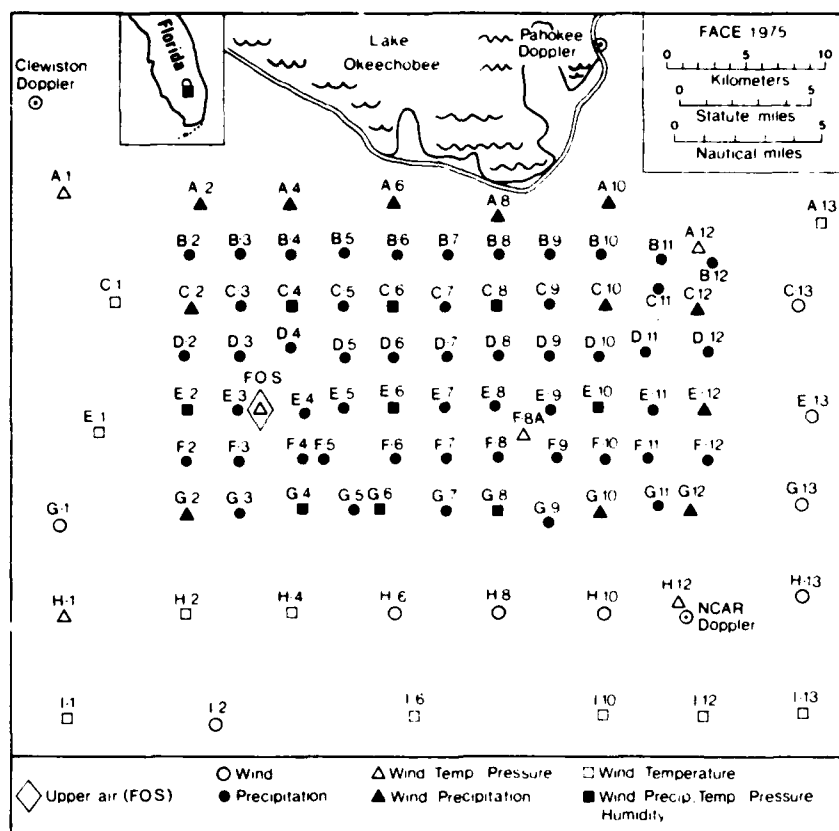 Florida
Lake
Okeechobee
Pahokee
Doppler
FACE 1975
0 10
Kilometers
0 5
Statute miles
0 5
Nautical miles
Clewiston
Doppler
A·1 A·2 A·4 A·6 A·8 A·10 A·13
B·2 B·3 B·4 B·5 B·6 B·7 B·8 B·9 B·10 B·11 A·12
B·12
C·1 C·2 C·3 C·4 C·5 C·6 C·7 C·8 C·9 C·10 C·11 C·12 C·13
D·2 D·3 D·4 D·5 D·6 D·7 D·8 D·9 D·10 D·11 D·12
FOS
E·1 E·2 E·3 E·4 E·5 E·6 E·7 E·8 E·9 E·10 E·11 E·12 E·13
F·8A
F·2 F·3 F·4 F·5 F·6 F·7 F·8 F·9 F·10 F·11 F·12
G·1 G·2 G·3 G·4 G·5 G·6 G·7 G·8 G·9 G·10 G·11 G·12 G·13
H·1 H·2 H·4 H·6 H·8 H·10 H·12 H·13
NCAR
Doppler
I·1 I·2 I·6 I·10 I·12 I·13
Upper air (FOS)
Wind
Precipitation
Wind Temp Pressure
Wind Precipitation
Wind Temperature
Wind Precip, Temp Pressure
Humidity